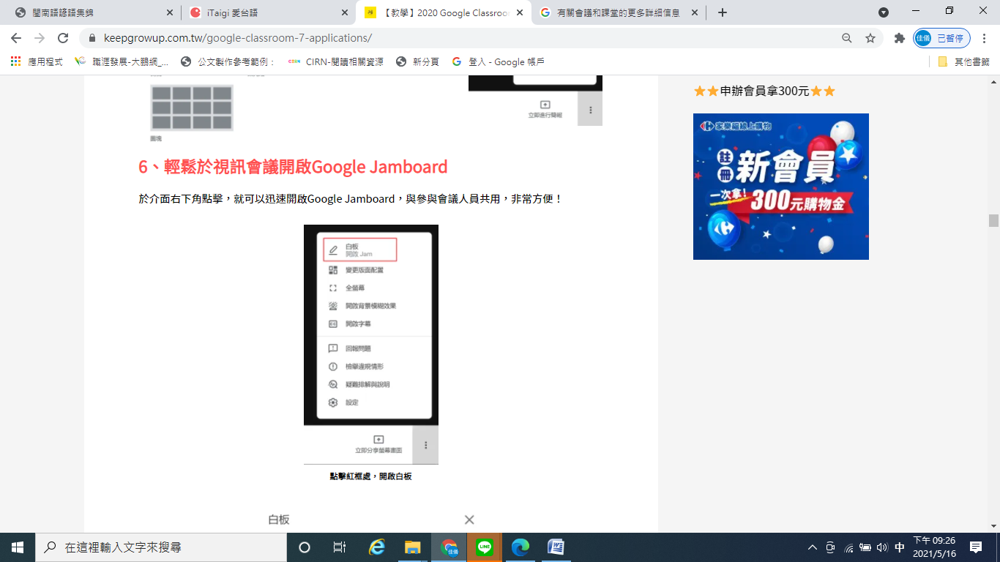 閩南語諺語集錦
iTaigi 愛台語
【教學】2020 Google Classroo
有關會議和課堂的更多詳細信息
keepgrowup.com.tw/google-classroom-7-applications/
佳儀
已暫停
應用程式
職涯發展-大鵬網_...
公文製作參考範例：
CIRN-閱讀相關資源
新分頁
登入 - Google 帳戶
其他書籤
圖塊
立即進行簡報
6、輕鬆於視訊會議開啟Google Jamboard
於介面右下角點擊，就可以迅速開啟Google Jamboard，與參與會議人員共用，非常方便！
白板
開啟 Jam
變更版面配置
全螢幕
開啟背景模糊效果
開啟字幕
回報問題
檢舉違規情形
疑難排解與說明
設定
立即分享螢幕畫面
點擊紅框處，開啟白板
白板
⭐⭐申辦會員拿300元⭐⭐
家樂福線上購物
註冊
新會員
一次拿!
300元購物金
在這裡輸入文字來搜尋
佳儀
LINE
中
下午 09:26
2021/5/16